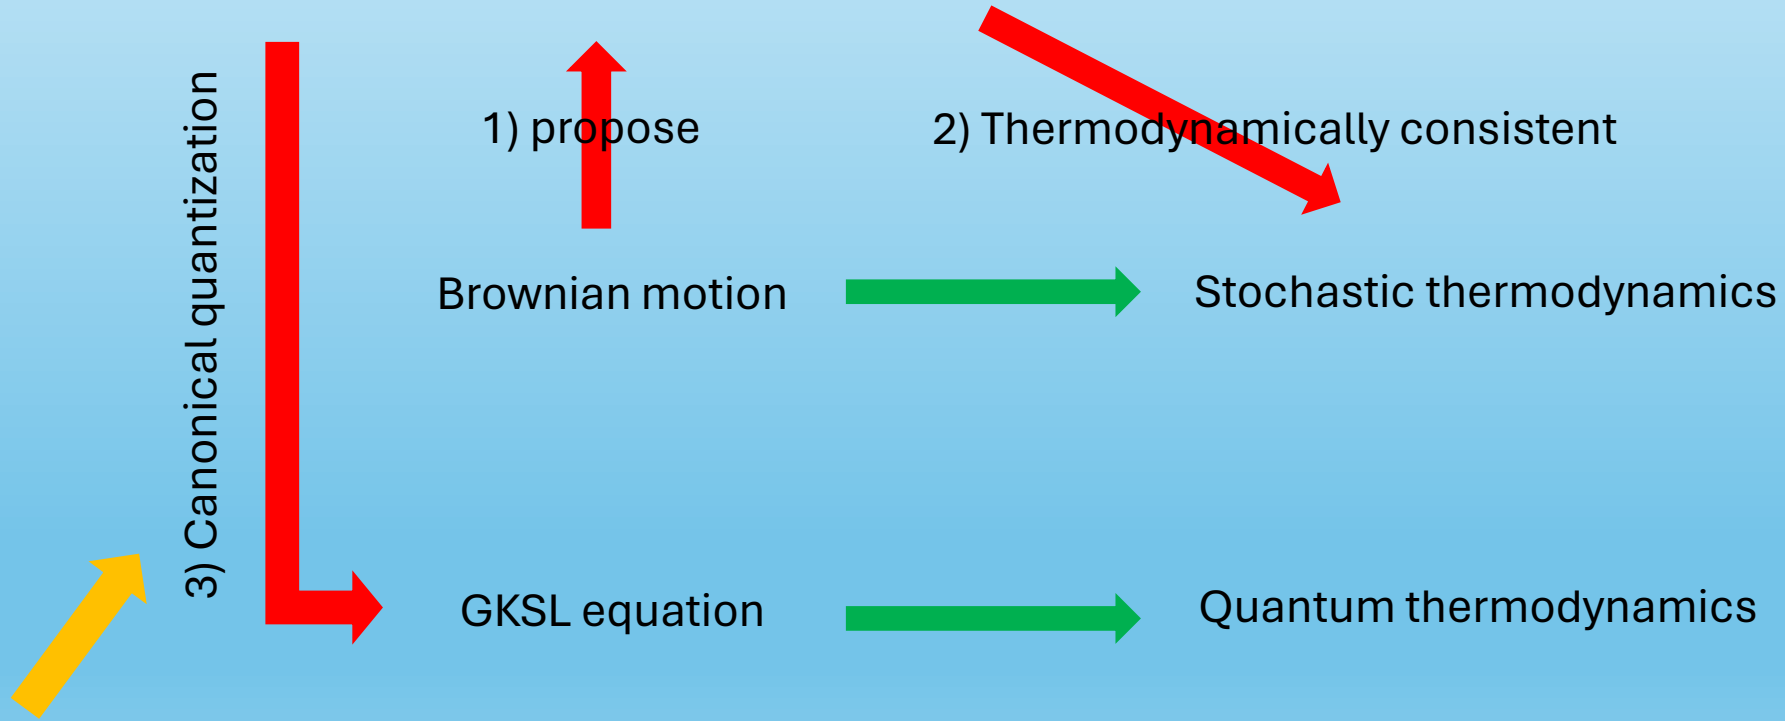 1) propose
2) Thermodynamically consistent
3) Canonical quantization
Brownian motion
Stochastic thermodynamics
GKSL equation
Quantum thermodynamics